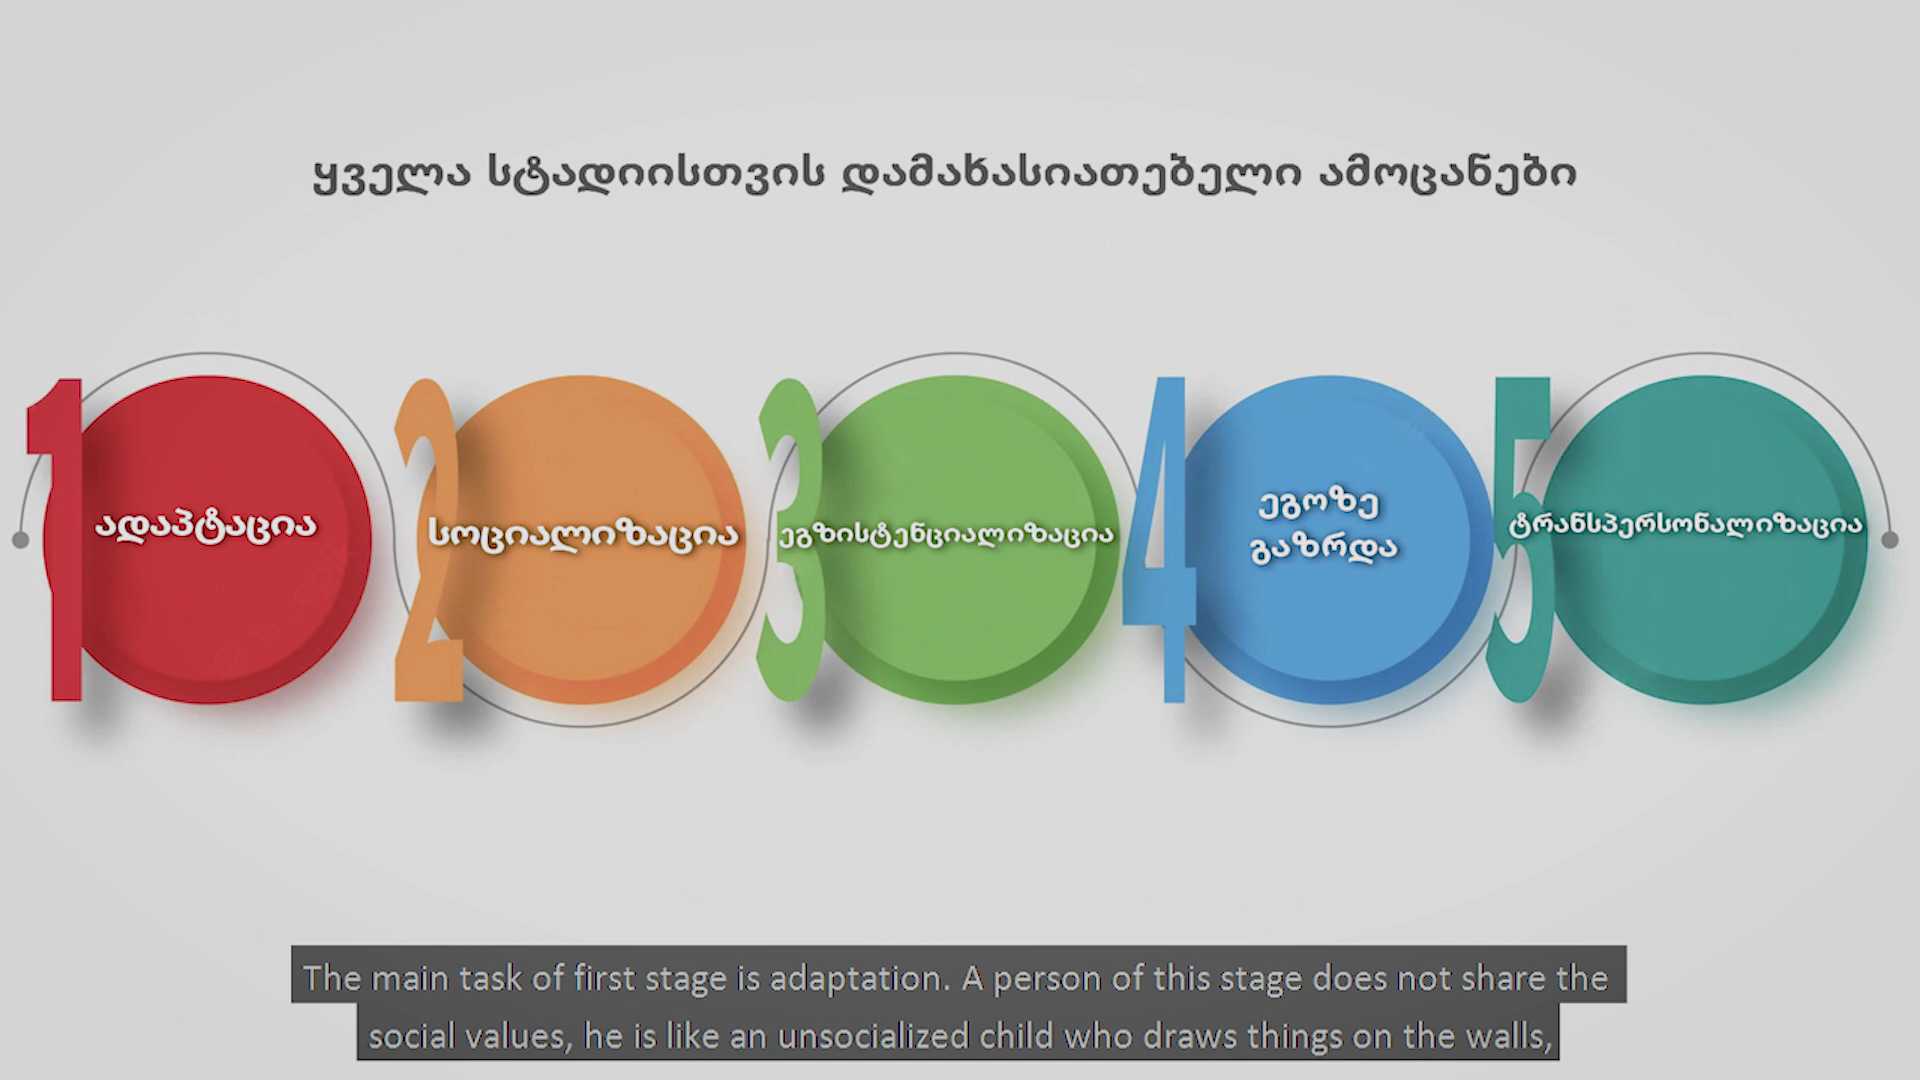 ყველა სტადიისთვის დამახასიათებელი ამოცანები
1
ადაპტაცია
2
სოციალიზაცია
3
ეგზისტენციალიზაცია
4
ეგოზე
გაზრდა
5
ტრანსპერსონალიზაცია
The main task of first stage is adaptation. A person of this stage does not share the
social values, he is like an unsocialized child who draws things on the walls,